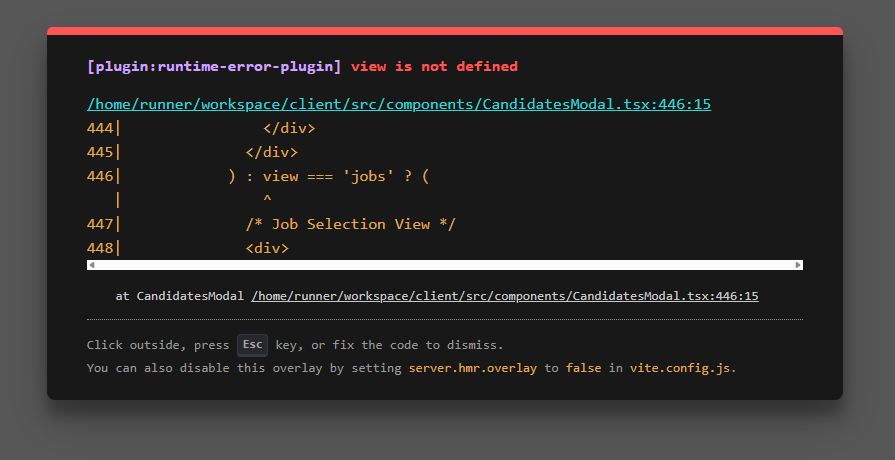 [plugin:runtime-error-plugin] view is not defined
/home/runner/workspace/client/src/components/CandidatesModal.tsx:446:15
444|                </div>
445|              </div>
446|            ) : view === 'jobs' ? (
   |                ^
447|              /* Job Selection View */
448|              <div>
at CandidatesModal /home/runner/workspace/client/src/components/CandidatesModal.tsx:446:15
Click outside, press Esc key, or fix the code to dismiss.
You can also disable this overlay by setting server.hmr.overlay to false in vite.config.js.